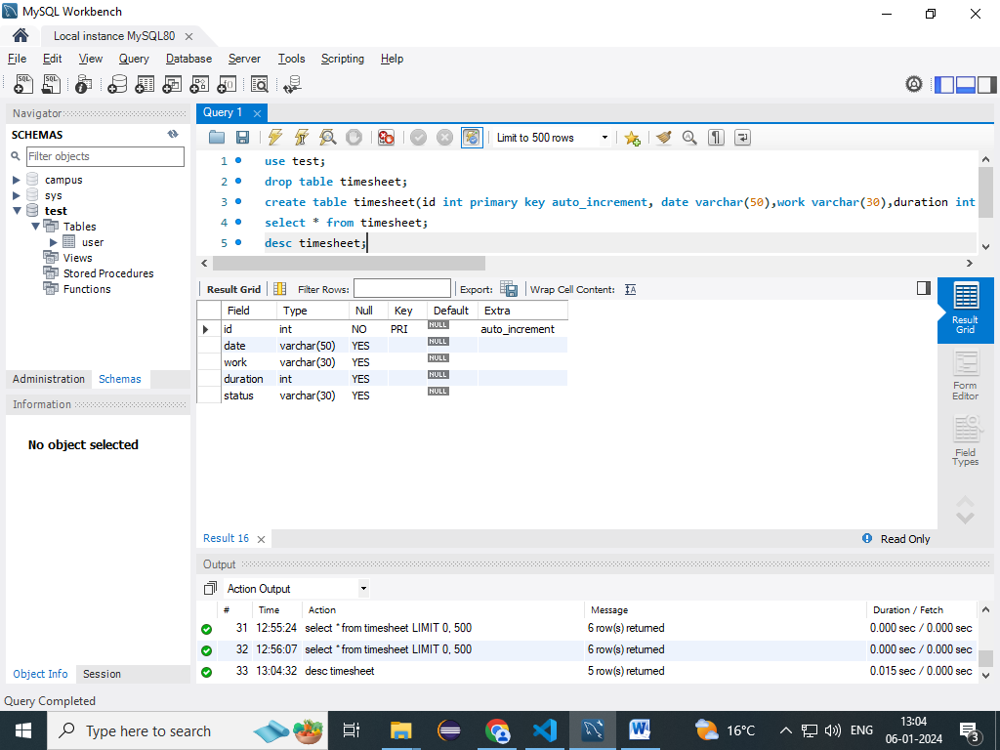 MySQL Workbench
Local instance MySQL80
File Edit View Query Database Server Tools Scripting Help
Navigator
SCHEMAS
Filter objects
campus
sys
test
Tables
user
Views
Stored Procedures
Functions
Administration Schemas
Information
No object selected
Object Info Session
Query 1
Limit to 500 rows
1 use test;
2 drop table timesheet;
3 create table timesheet(id int primary key auto_increment, date varchar(50),work varchar(30),duration int
4 select * from timesheet;
5 desc timesheet;
Result Grid Filter Rows: Export: Wrap Cell Content: IA
Field Type Null Key Default Extra
id int NO PRI NULL auto_increment
date varchar(50) YES NULL
work varchar(30) YES NULL
duration int YES NULL
status varchar(30) YES NULL
Result Grid
Form Editor
Field Types
Result 16 Read Only
Output
Action Output
# Time Action Message Duration / Fetch
31 12:55:24 select * from timesheet LIMIT 0, 500 6 row(s) returned 0.000 sec / 0.000 sec
32 12:56:07 select * from timesheet LIMIT 0, 500 6 row(s) returned 0.000 sec / 0.000 sec
33 13:04:32 desc timesheet 5 row(s) returned 0.015 sec / 0.000 sec
Query Completed
Type here to search
16°C
ENG
13:04
06-01-2024
3